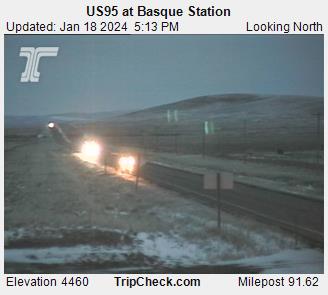 US95 at Basque Station
Updated: Jan 18 2024 5:13 PM Looking North
Elevation 4460 TripCheck.com Milepost 91.62